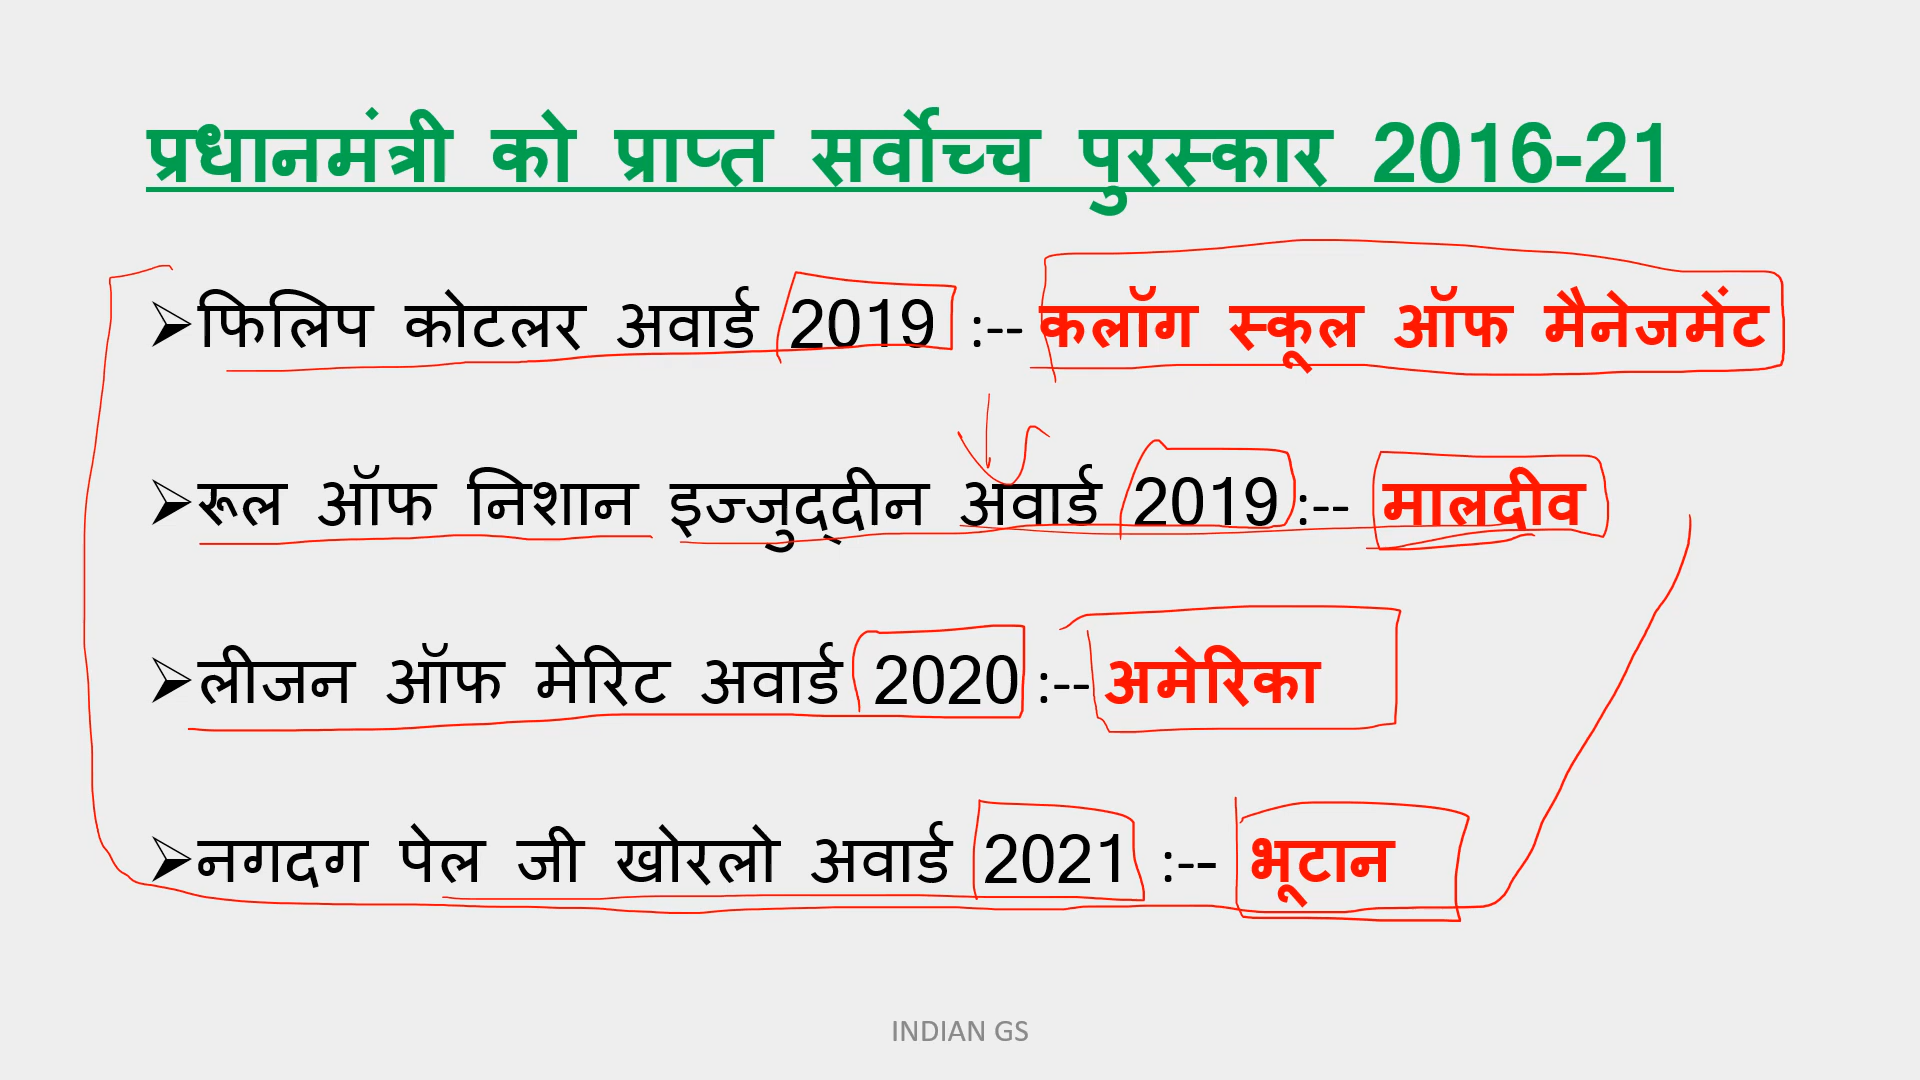 प्रधानमंत्री को प्राप्त सर्वोच्च पुरस्कार 2016-21
➢फिलिप कोटलर अवार्ड 2019 :-- कलॉग स्कूल ऑफ मैनेजमेंट
➢रूल ऑफ निशान इज्जुद्दीन अवार्ड 2019 :-- मालदीव
➢लीजन ऑफ मेरिट अवार्ड 2020 :-- अमेरिका
➢नगदग पेल जी खोरलो अवार्ड 2021 :-- भूटान
INDIAN GS